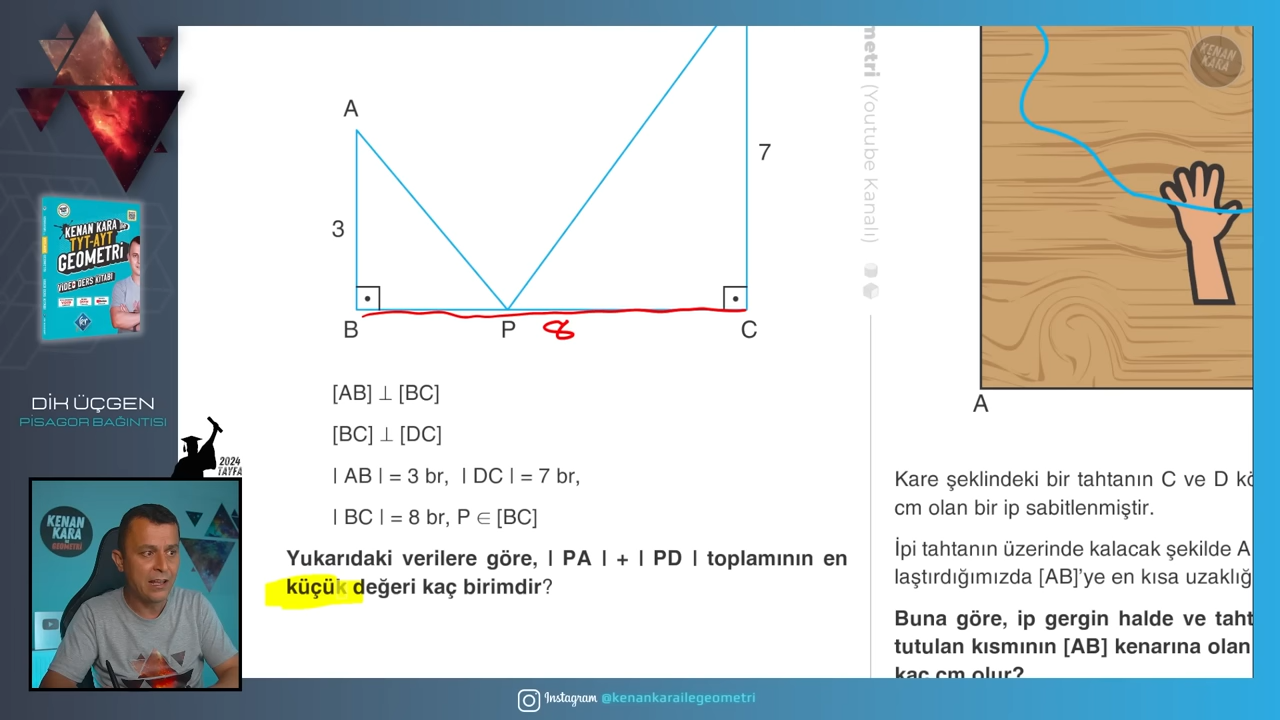 KENAN KARA
TYT-AYT
GEOMETRİ
VİDEO DERS KİTABI
DİK ÜÇGEN
PİSAGOR BAĞINTISI
2024
TAYFA
KENAN
KARA
GEOMETRİ
A
3
7
B
P
8
C
[AB] ⊥ [BC]
[BC] ⊥ [DC]
| AB | = 3 br, | DC | = 7 br,
| BC | = 8 br, P ∈ [BC]
Yukarıdaki verilere göre, | PA | + | PD | toplamının en
küçük değeri kaç birimdir?
metri (Youtube Kanalı)
KENAN
KARA
A
Kare şeklindeki bir tahtanın C ve D kö
cm olan bir ip sabitlenmiştir.
İpi tahtanın üzerinde kalacak şekilde A
laştırdığımızda [AB]'ye en kısa uzaklığ
Buna göre, ip gergin halde ve taht
tutulan kısmının [AB] kenarına olan
kaç cm olur?
Instagram @kenankarailegeometri